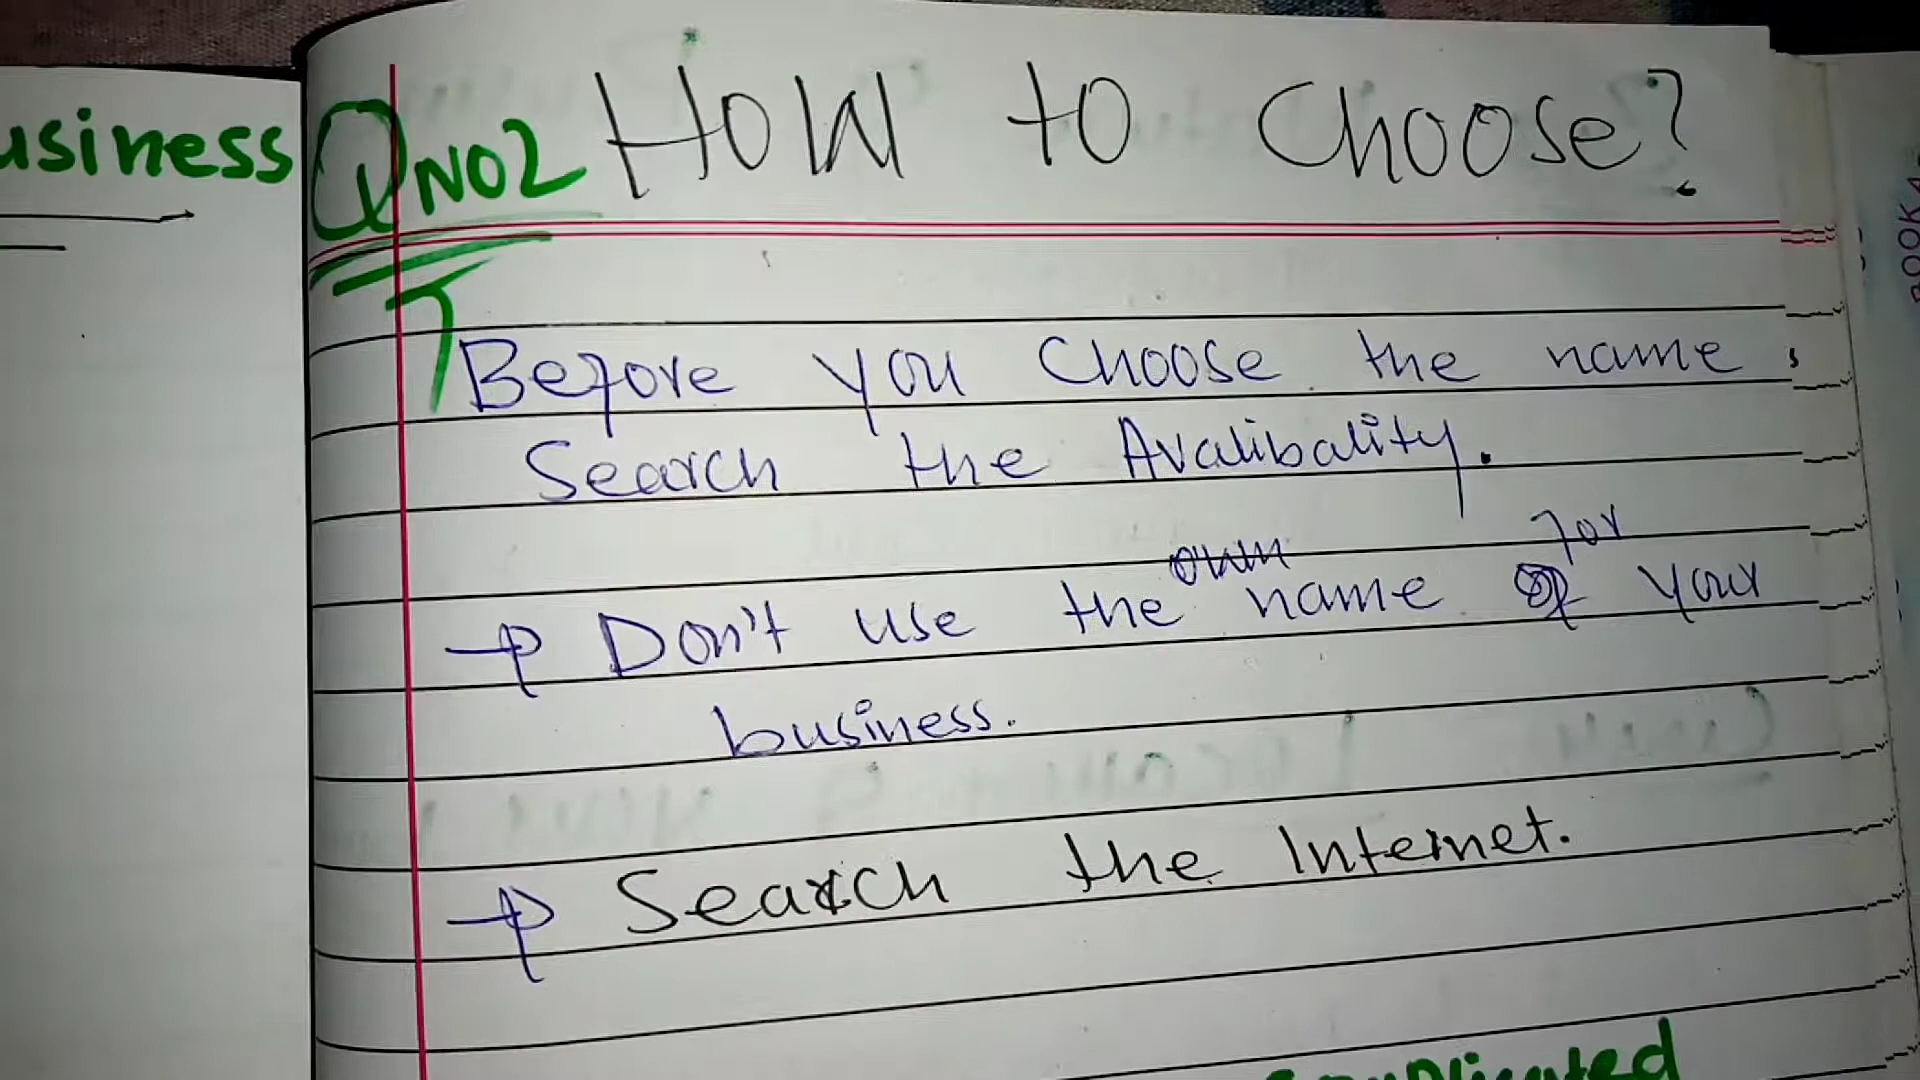 usiness
QNO2 HOW to Choose?
Before you Choose the name,
Search the Avalibality.
own for
Don't use the name of your
business.
Search the Internet.